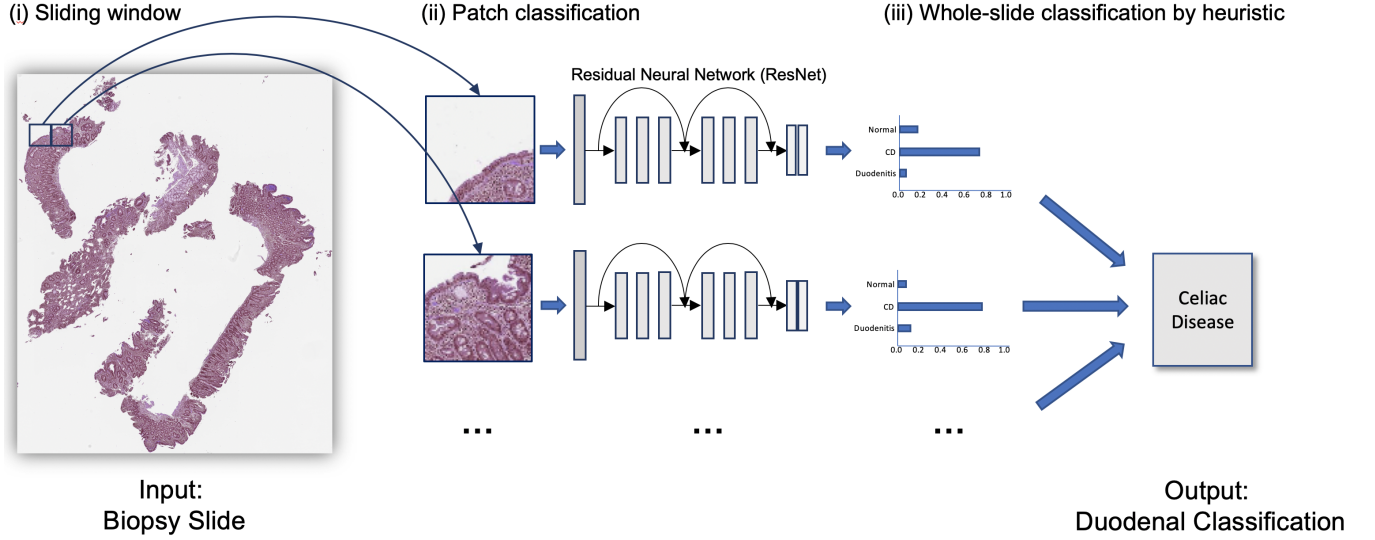 (i) Sliding window
(ii) Patch classification
(iii) Whole-slide classification by heuristic
Residual Neural Network (ResNet)
Normal
CD
Duodenitis
0.0 0.2 0.4 0.6 0.8 1.0
Normal
CD
Duodenitis
0.0 0.2 0.4 0.6 0.8 1.0
Celiac
Disease
... ... ...
Input:
Biopsy Slide
Output:
Duodenal Classification